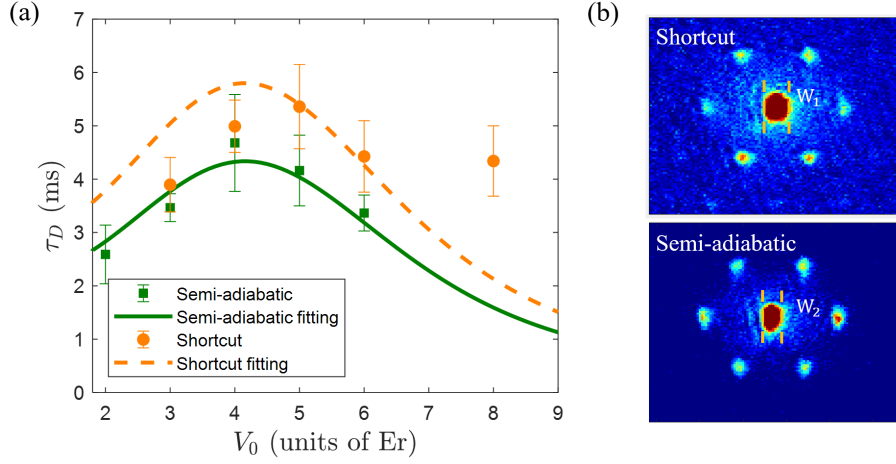 (a)
7
6
5
4
3
2
1
0
τ_D (ms)
Semi-adiabatic
Semi-adiabatic fitting
Shortcut
Shortcut fitting
2 3 4 5 6 7 8 9
V_0 (units of Er)
(b)
Shortcut
W_1
Semi-adiabatic
W_2